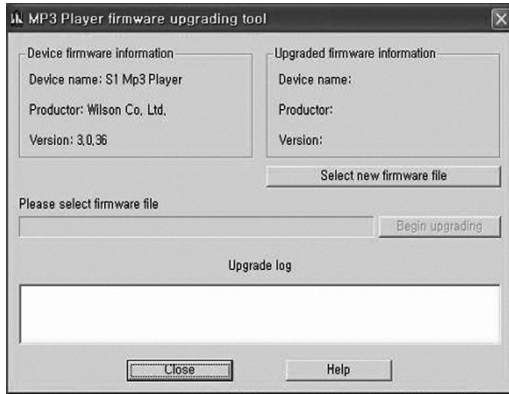 MP3 Player firmware upgrading tool
Device firmware information
Device name: S1 Mp3 Player
Productor: Wilson Co, Ltd,
Version: 3,0,36
Upgraded firmware information
Device name:
Productor:
Version:
Select new firmware file
Please select firmware file
Begin upgrading
Upgrade log
Close
Help